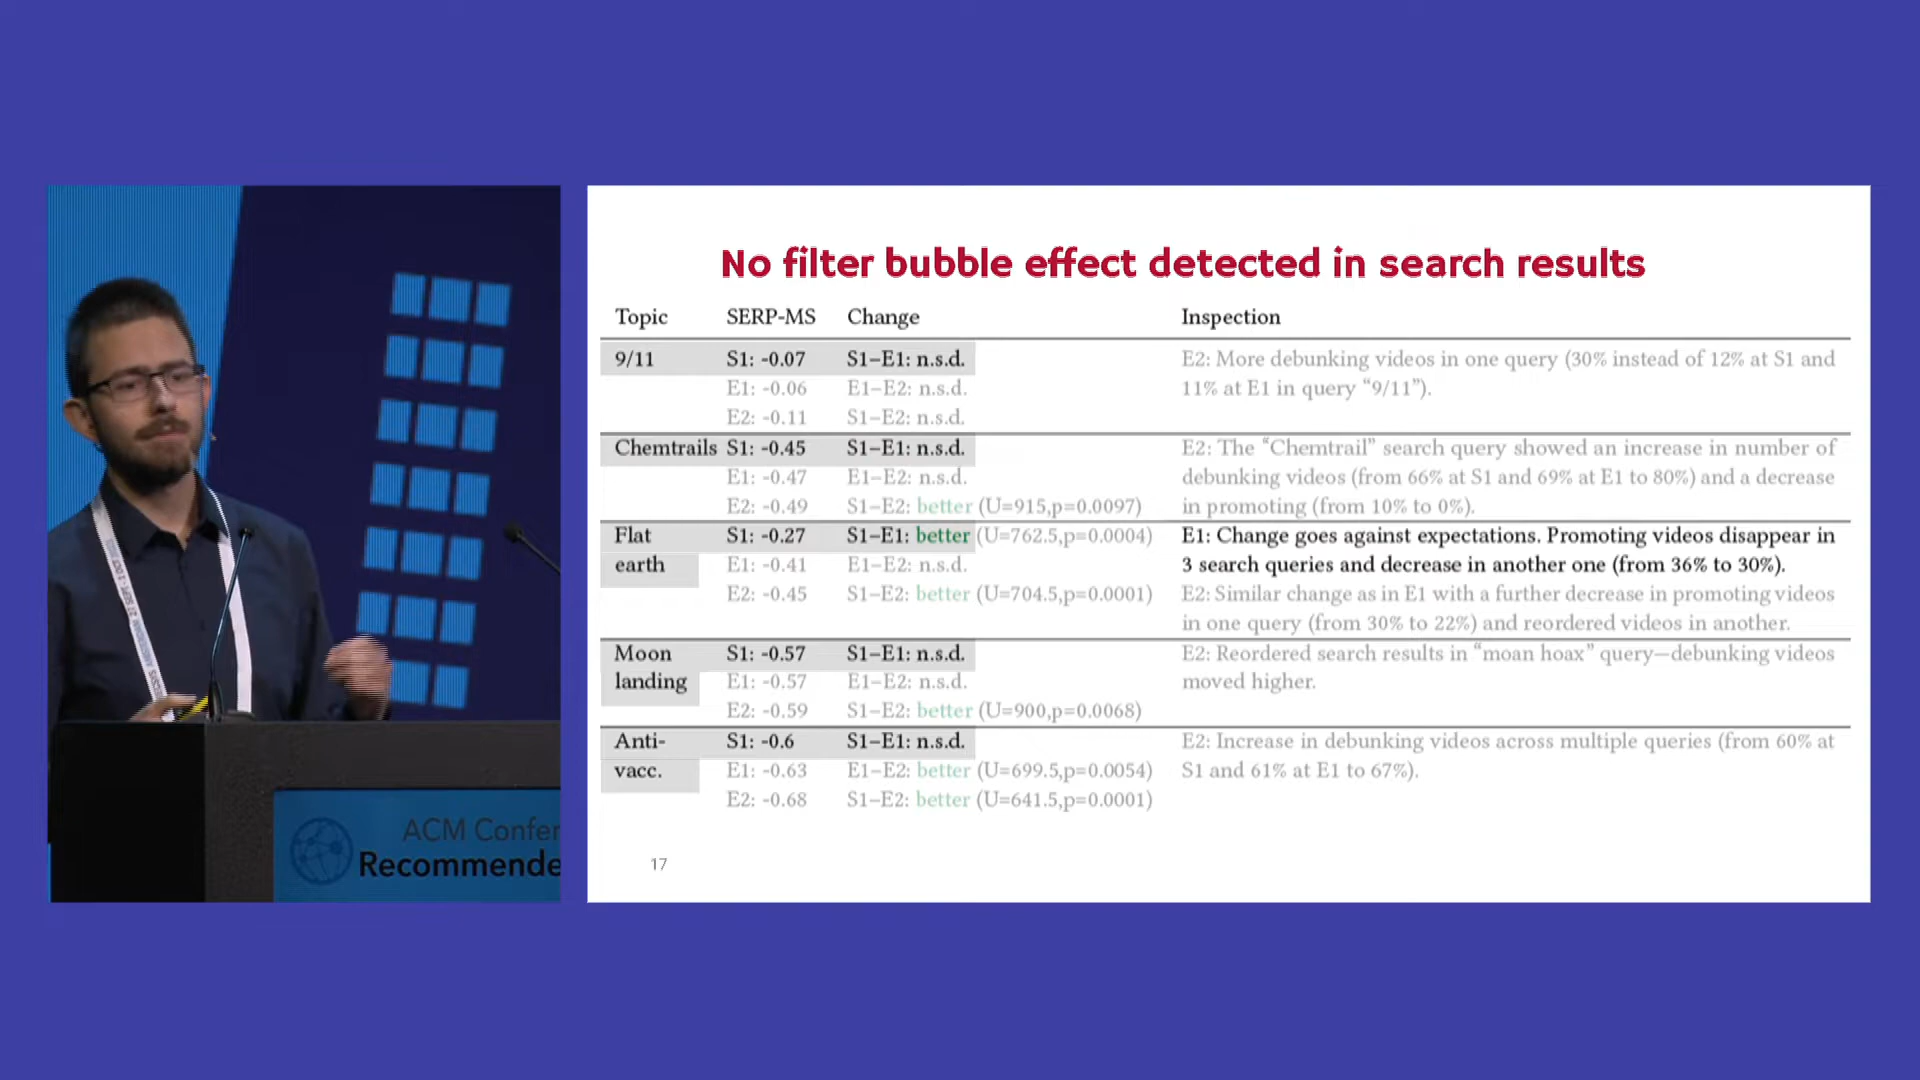 No filter bubble effect detected in search results
Topic SERP-MS Change Inspection
9/11 S1: -0.07 S1–E1: n.s.d. E2: More debunking videos in one query (30% instead of 12% at S1 and
E1: -0.06 E1–E2: n.s.d. 11% at E1 in query “9/11”).
E2: -0.11 S1–E2: n.s.d.
Chemtrails S1: -0.45 S1–E1: n.s.d. E2: The “Chemtrail” search query showed an increase in number of
E1: -0.47 E1–E2: n.s.d. debunking videos (from 66% at S1 and 69% at E1 to 80%) and a decrease
E2: -0.49 S1–E2: better (U=915,p=0.0097) in promoting (from 10% to 0%).
Flat S1: -0.27 S1–E1: better (U=762.5,p=0.0004) E1: Change goes against expectations. Promoting videos disappear in
earth E1: -0.41 E1–E2: n.s.d. 3 search queries and decrease in another one (from 36% to 30%).
E2: -0.45 S1–E2: better (U=704.5,p=0.0001) E2: Similar change as in E1 with a further decrease in promoting videos
in one query (from 30% to 22%) and reordered videos in another.
Moon S1: -0.57 S1–E1: n.s.d. E2: Reordered search results in “moan hoax” query—debunking videos
landing E1: -0.57 E1–E2: n.s.d. moved higher.
E2: -0.59 S1–E2: better (U=900,p=0.0068)
Anti- S1: -0.6 S1–E1: n.s.d. E2: Increase in debunking videos across multiple queries (from 60% at
vacc. E1: -0.63 E1–E2: better (U=699.5,p=0.0054) S1 and 61% at E1 to 67%).
E2: -0.68 S1–E2: better (U=641.5,p=0.0001)
17
ACM Confer
Recommende